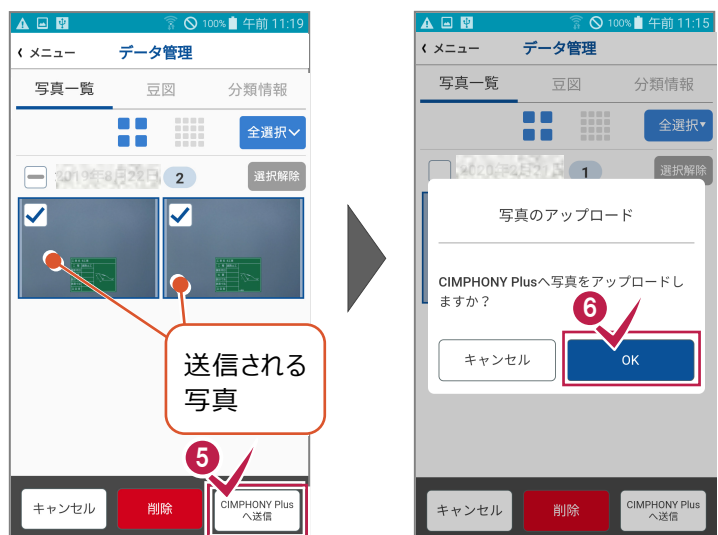 100% 午前 11:19
メニュー データ管理
写真一覧 豆図 分類情報
全選択
2 選択解除
送信される
写真
5
キャンセル 削除 CIMPHONY Plus
へ送信
100% 午前 11:15
メニュー データ管理
写真一覧 豆図 分類情報
全選択
1 選択解除
写真のアップロード
CIMPHONY Plusへ写真をアップロードし
ますか？
6
キャンセル OK
キャンセル 削除 CIMPHONY Plus
へ送信